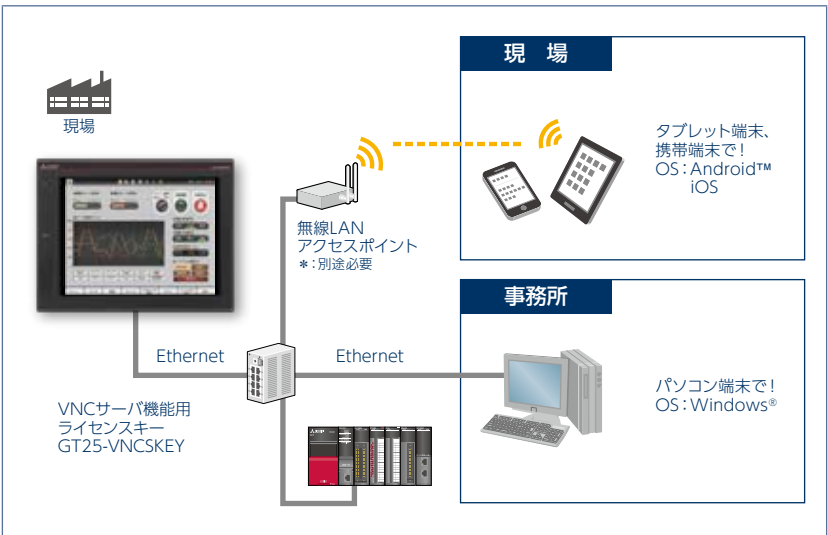 現場
現 場
タブレット端末、
携帯端末で!
OS:Android™
iOS
無線LAN
アクセスポイント
*:別途必要
事務所
Ethernet
Ethernet
パソコン端末で!
OS:Windows®
VNCサーバ機能用
ライセンスキー
GT25-VNCSKEY